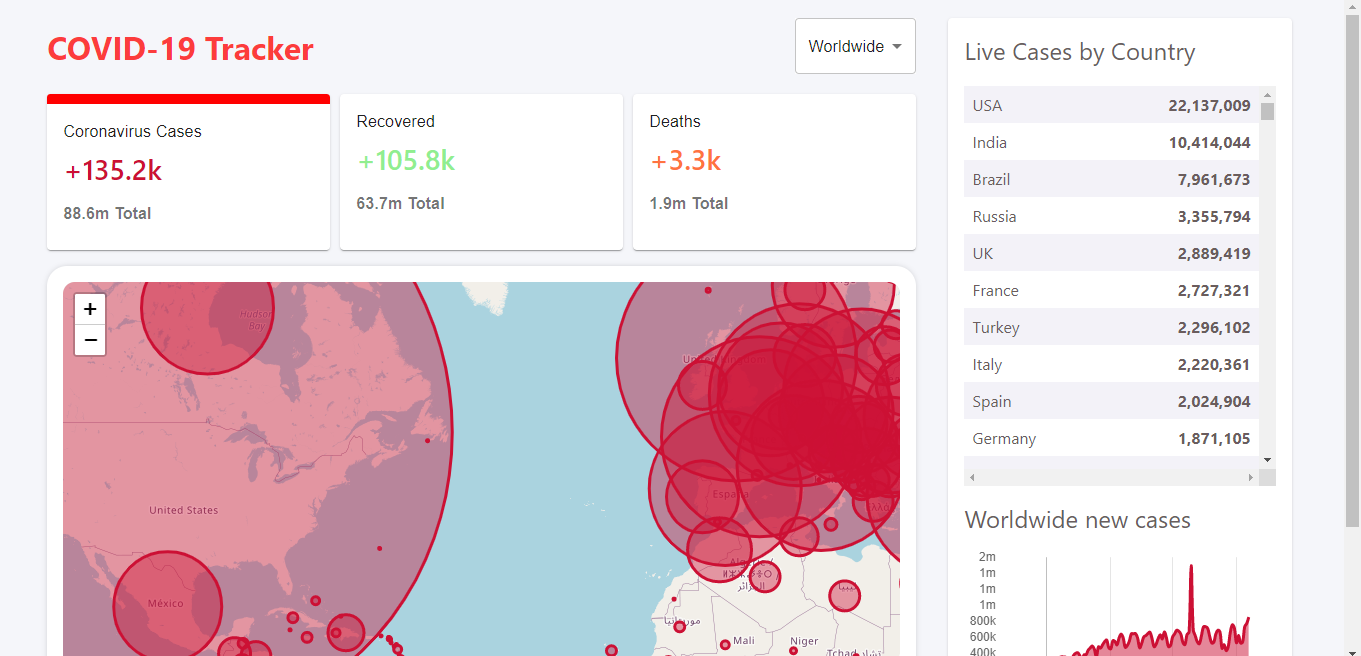 COVID-19 Tracker
Worldwide
Coronavirus Cases
+135.2k
88.6m Total
Recovered
+105.8k
63.7m Total
Deaths
+3.3k
1.9m Total
+
−
Hudson
Bay
United States
México
España
Mali
Niger
Live Cases by Country
USA 22,137,009
India 10,414,044
Brazil 7,961,673
Russia 3,355,794
UK 2,889,419
France 2,727,321
Turkey 2,296,102
Italy 2,220,361
Spain 2,024,904
Germany 1,871,105
Worldwide new cases
2m
1m
1m
1m
800k
600k
400k